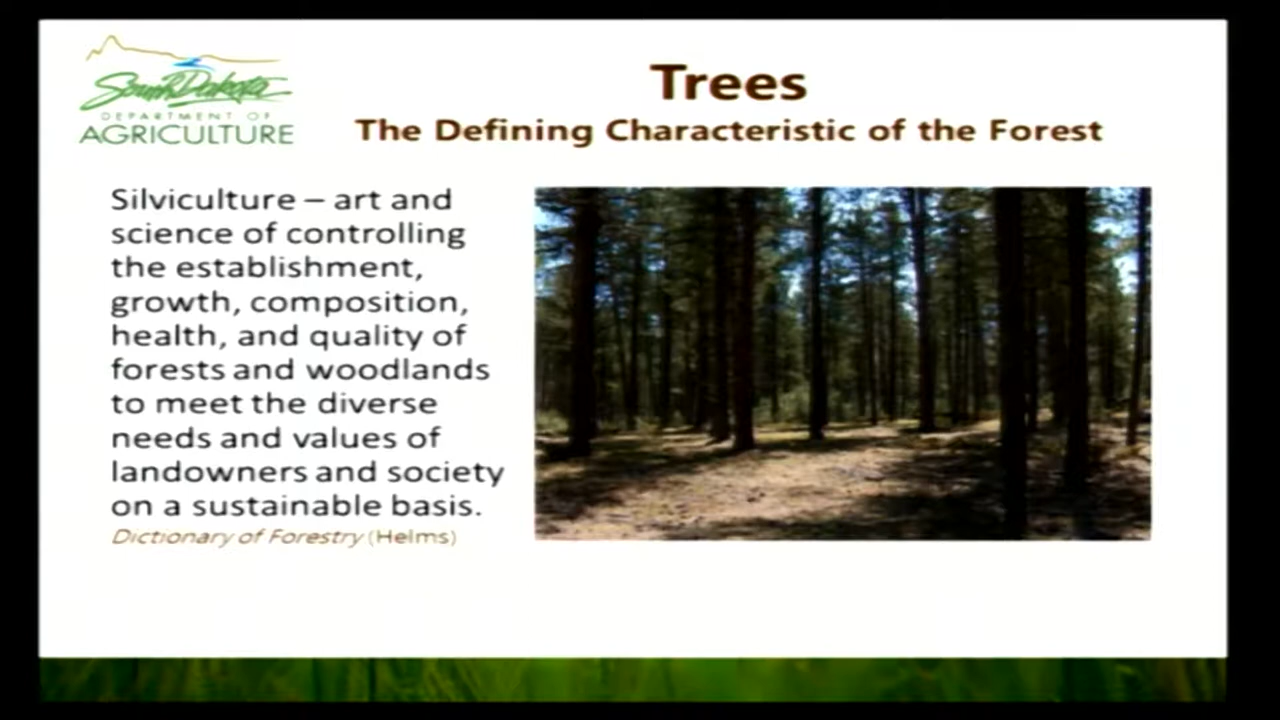 South Dakota
DEPARTMENT OF
AGRICULTURE
Trees
The Defining Characteristic of the Forest
Silviculture – art and
science of controlling
the establishment,
growth, composition,
health, and quality of
forests and woodlands
to meet the diverse
needs and values of
landowners and society
on a sustainable basis.
Dictionary of Forestry (Helms)